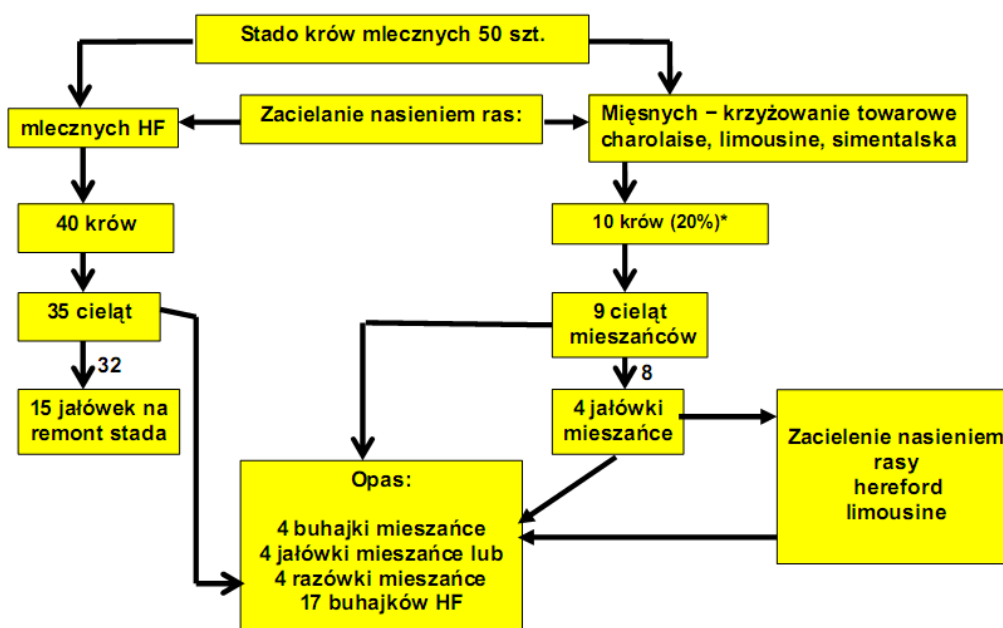 Stado krów mlecznych 50 szt.
mlecznych HF
Zacielanie nasieniem ras:
Mięsnych – krzyżowanie towarowe
charolaise, limousine, simentalska
40 krów
10 krów (20%)*
35 cieląt
9 cieląt
mieszańców
32
8
15 jałówek na
remont stada
4 jałówki
mieszańce
Zacielenie nasieniem
rasy
hereford
limousine
Opas:
4 buhajki mieszańce
4 jałówki mieszańce lub
4 razówki mieszańce
17 buhajków HF